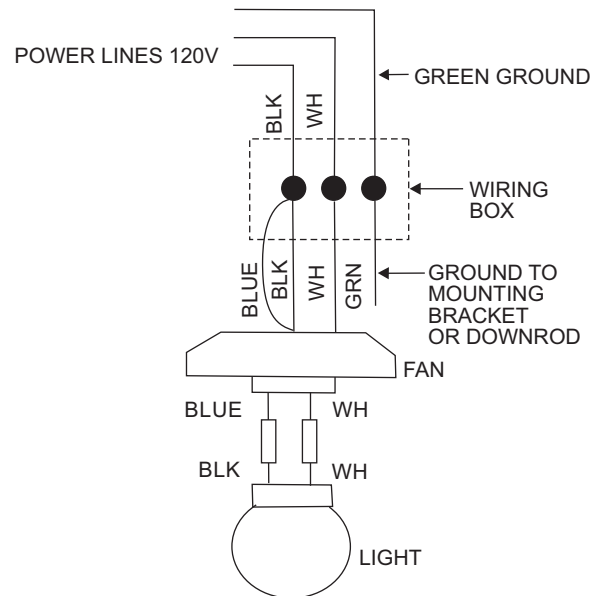 POWER LINES 120V
GREEN GROUND
BLK
WH
WIRING
BOX
BLUE
BLK
WH
GRN
GROUND TO
MOUNTING
BRACKET
OR DOWNROD
FAN
BLUE
WH
BLK
WH
LIGHT